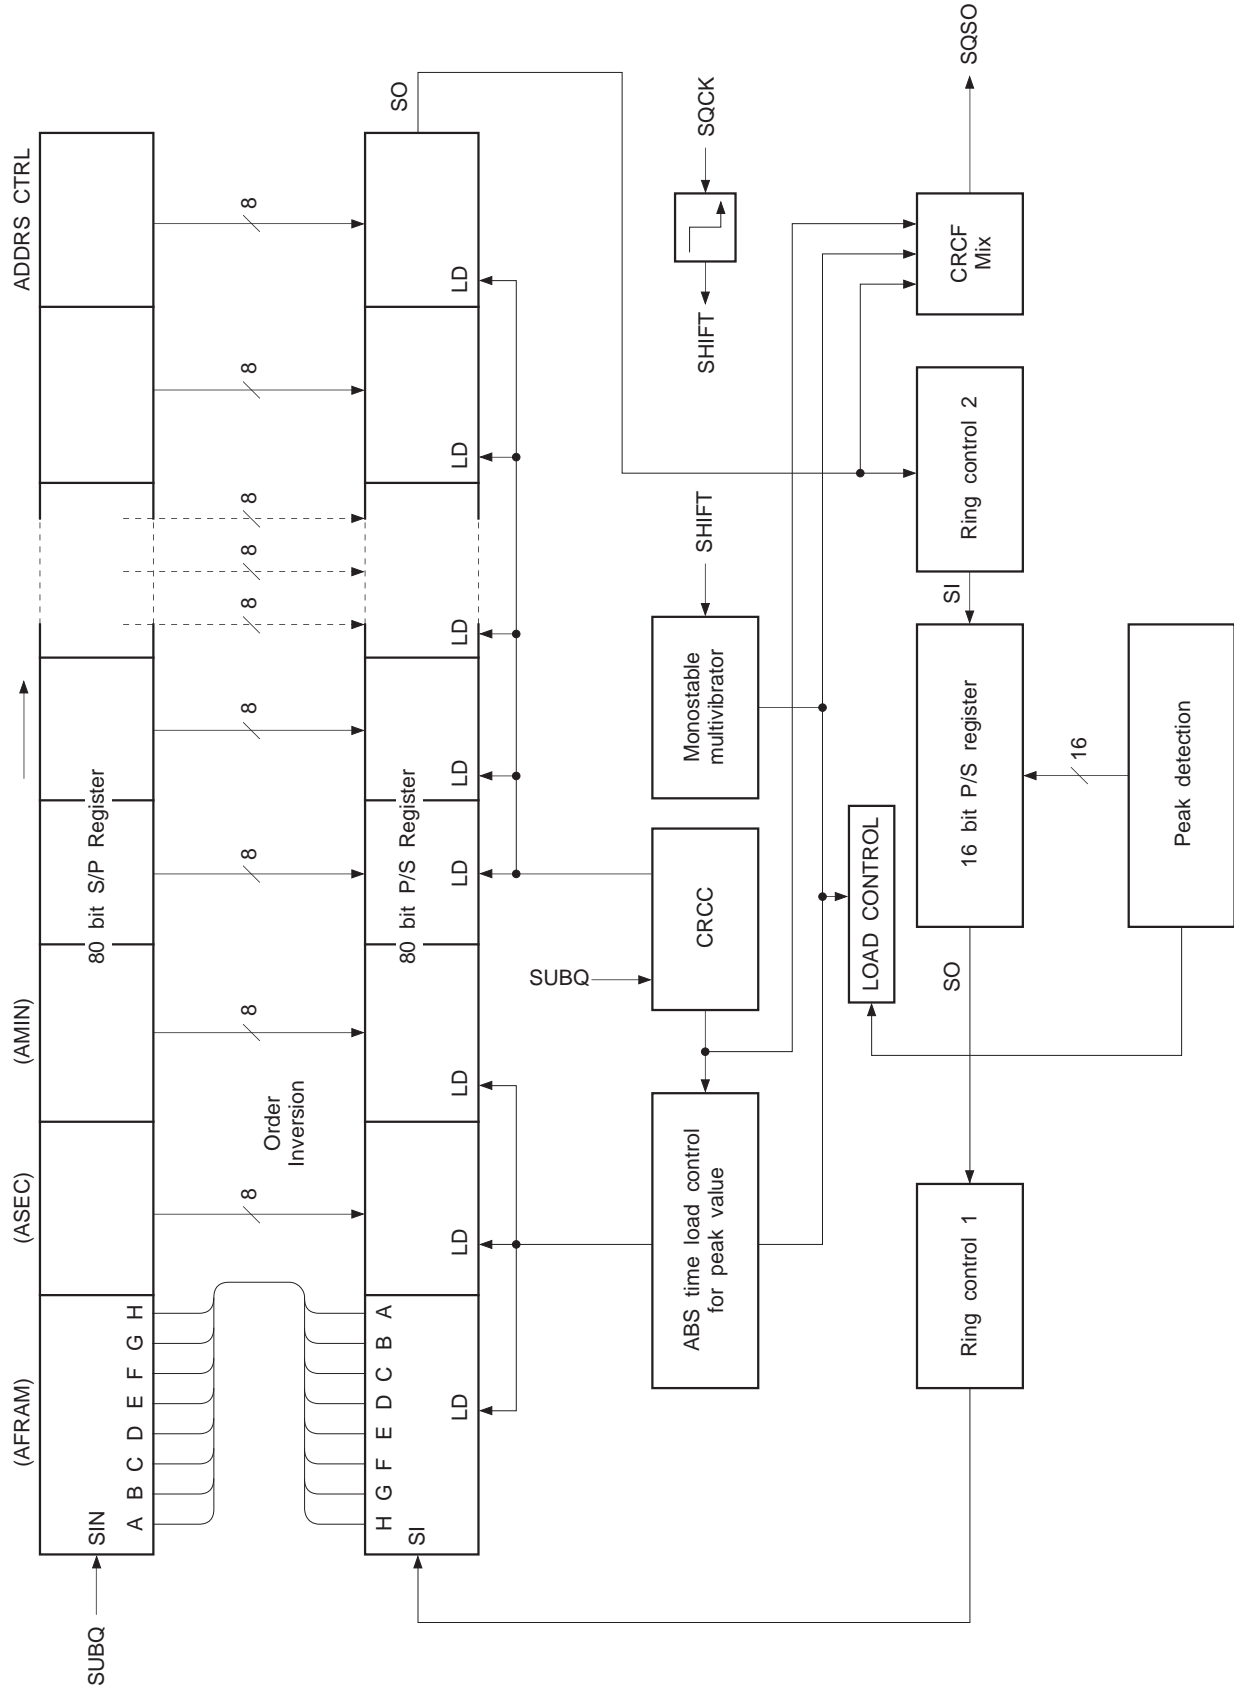 (AFRAM)
(ASEC)
(AMIN)
ADDRS CTRL
SUBQ
SIN
A B C D E F G H
80 bit S/P Register
8
8
8
8
8
8
8
8
8
Order
Inversion
H G F E D C B A
SI
80 bit P/S Register
LD
LD
LD
LD
LD
LD
LD
LD
SO
SUBQ
ABS time load control
for peak value
CRCC
Monostable
multivibrator
SHIFT
SHIFT
SQCK
LOAD CONTROL
Ring control 1
SO
16 bit P/S register
SI
Ring control 2
CRCF
Mix
SQSO
16
Peak detection